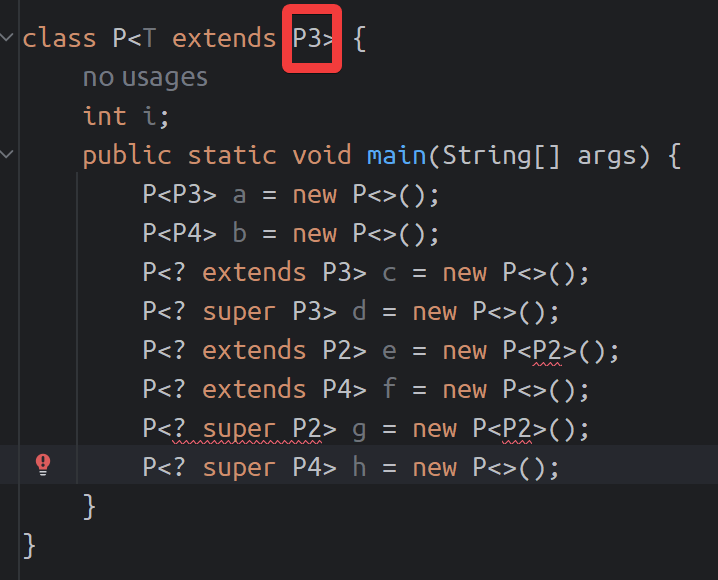 class P<T extends P3> {
no usages
int i;
public static void main(String[] args) {
P<P3> a = new P<>();
P<P4> b = new P<>();
P<? extends P3> c = new P<>();
P<? super P3> d = new P<>();
P<? extends P2> e = new P<P2>();
P<? extends P4> f = new P<>();
P<? super P2> g = new P<P2>();
P<? super P4> h = new P<>();
}
}